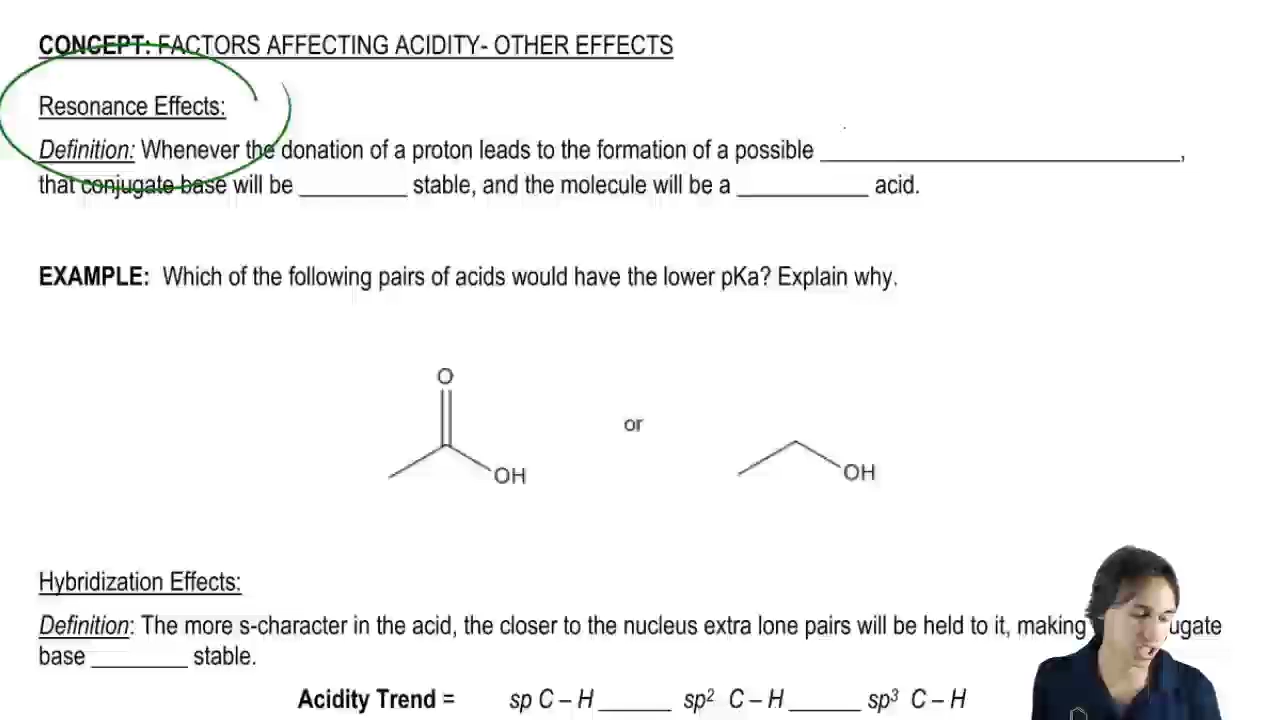 CONCEPT: FACTORS AFFECTING ACIDITY- OTHER EFFECTS
Resonance Effects:
Definition: Whenever the donation of a proton leads to the formation of a possible ______________________________,
that conjugate base will be _________ stable, and the molecule will be a ___________ acid.
EXAMPLE: Which of the following pairs of acids would have the lower pKa? Explain why.
O
OH
or
OH
Hybridization Effects:
Definition: The more s-character in the acid, the closer to the nucleus extra lone pairs will be held to it, making ugate
base ________ stable.
Acidity Trend = sp C – H ______ sp² C – H ______ sp³ C – H